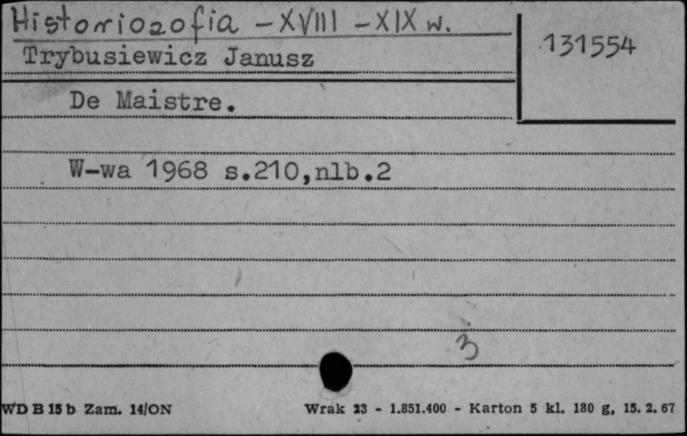 Historiozofia - XVIII - XIX w.
131554
Trybusiewicz Janusz
De Maistre.
W-wa 1968 s.210,nlb.2
3
WD B 15 b Zam. 14/ON
Wrak 23 - 1.851.400 - Karton 5 kl. 180 g, 15. 2. 67